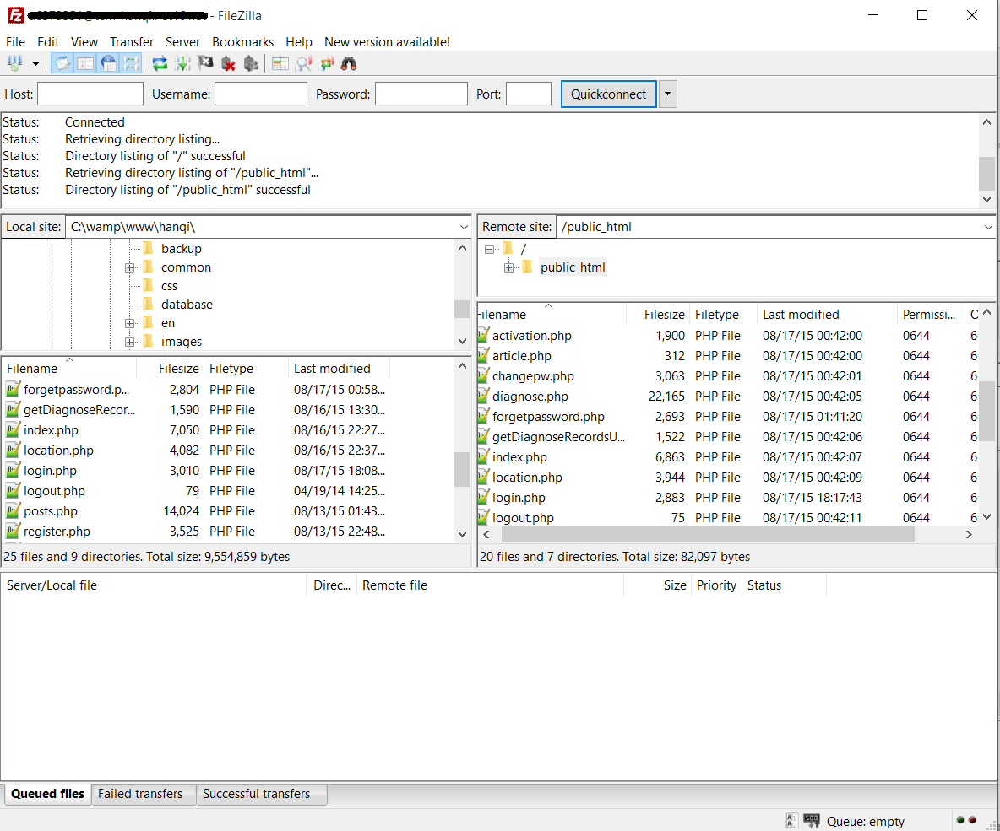 - FileZilla
File Edit View Transfer Server Bookmarks Help New version available!
Host: Username: Password: Port: Quickconnect
Status: Connected
Status: Retrieving directory listing...
Status: Directory listing of "/" successful
Status: Retrieving directory listing of "/public_html"...
Status: Directory listing of "/public_html" successful
Local site: C:\wamp\www\hanqi\
backup
common
css
database
en
images
Filename Filesize Filetype Last modified
forgetpassword.p... 2,804 PHP File 08/17/15 00:58...
getDiagnoseRecor... 1,590 PHP File 08/16/15 13:30...
index.php 7,050 PHP File 08/16/15 22:27...
location.php 4,082 PHP File 08/16/15 22:37...
login.php 3,010 PHP File 08/17/15 18:08...
logout.php 79 PHP File 04/19/14 14:25...
posts.php 14,024 PHP File 08/13/15 01:43...
register.php 3,525 PHP File 08/13/15 22:48...
25 files and 9 directories. Total size: 9,554,859 bytes
Remote site: /public_html
/
public_html
Filename Filesize Filetype Last modified Permissi... O
activation.php 1,900 PHP File 08/17/15 00:42:00 0644 6
article.php 312 PHP File 08/17/15 00:42:00 0644 6
changepw.php 3,063 PHP File 08/17/15 00:42:01 0644 6
diagnose.php 22,165 PHP File 08/17/15 00:42:05 0644 6
forgetpassword.php 2,693 PHP File 08/17/15 01:41:20 0644 6
getDiagnoseRecordsU... 1,522 PHP File 08/17/15 00:42:06 0644 6
index.php 6,863 PHP File 08/17/15 00:42:07 0644 6
location.php 3,944 PHP File 08/17/15 00:42:09 0644 6
login.php 2,883 PHP File 08/17/15 18:17:43 0644 6
logout.php 75 PHP File 08/17/15 00:42:11 0644 6
20 files and 7 directories. Total size: 82,097 bytes
Server/Local file Direc... Remote file Size Priority Status
Queued files Failed transfers Successful transfers
Queue: empty